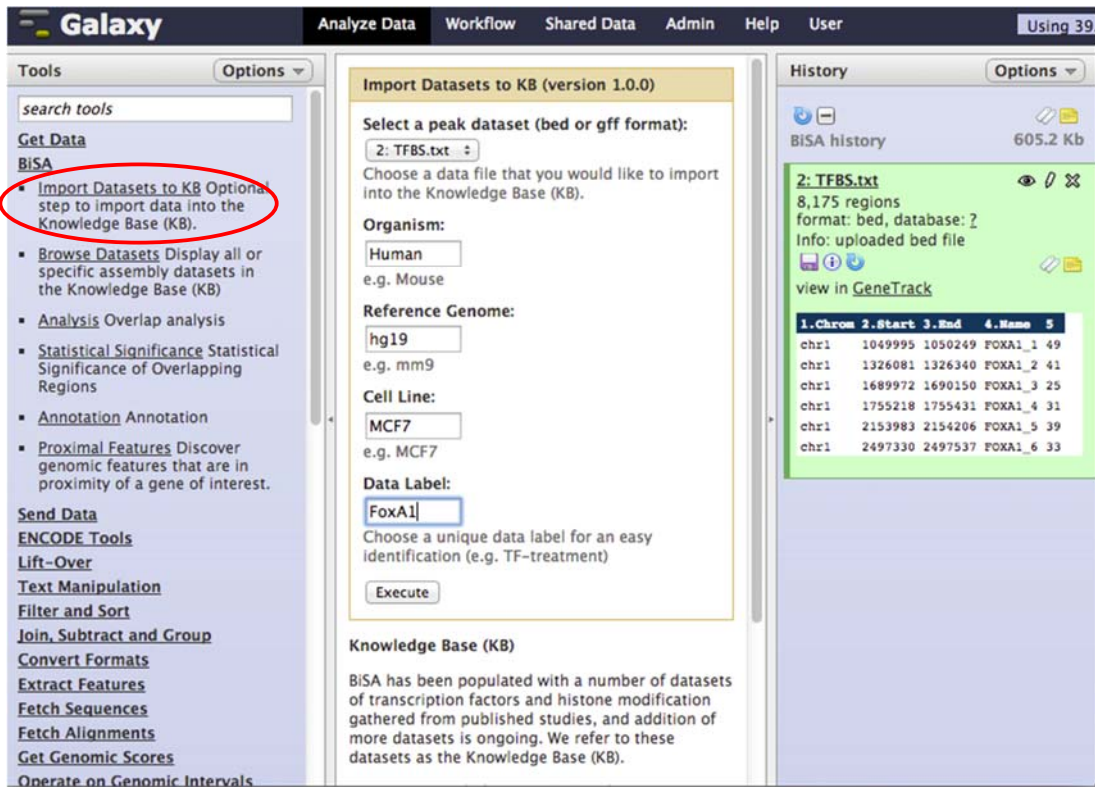 Galaxy
Analyze Data Workflow Shared Data Admin Help User Using 39
Tools Options
search tools
Get Data
BiSA
Import Datasets to KB Optional
step to import data into the
Knowledge Base (KB).
Browse Datasets Display all or
specific assembly datasets in
the Knowledge Base (KB)
Analysis Overlap analysis
Statistical Significance Statistical
Significance of Overlapping
Regions
Annotation Annotation
Proximal Features Discover
genomic features that are in
proximity of a gene of interest.
Send Data
ENCODE Tools
Lift-Over
Text Manipulation
Filter and Sort
Join, Subtract and Group
Convert Formats
Extract Features
Fetch Sequences
Fetch Alignments
Get Genomic Scores
Operate on Genomic Intervals
Import Datasets to KB (version 1.0.0)
Select a peak dataset (bed or gff format):
2: TFBS.txt
Choose a data file that you would like to import
into the Knowledge Base (KB).
Organism:
Human
e.g. Mouse
Reference Genome:
hg19
e.g. mm9
Cell Line:
MCF7
e.g. MCF7
Data Label:
FoxA1
Choose a unique data label for an easy
identification (e.g. TF-treatment)
Execute
Knowledge Base (KB)
BiSA has been populated with a number of datasets
of transcription factors and histone modification
gathered from published studies, and addition of
more datasets is ongoing. We refer to these
datasets as the Knowledge Base (KB).
History Options
BiSA history 605.2 Kb
2: TFBS.txt
8,175 regions
format: bed, database: ?
Info: uploaded bed file
view in GeneTrack
1.Chrom 2.Start 3.End 4.Name 5
chr1 1049995 1050249 FOXA1_1 49
chr1 1326081 1326340 FOXA1_2 41
chr1 1689972 1690150 FOXA1_3 25
chr1 1755218 1755431 FOXA1_4 31
chr1 2153983 2154206 FOXA1_5 39
chr1 2497330 2497537 FOXA1_6 33